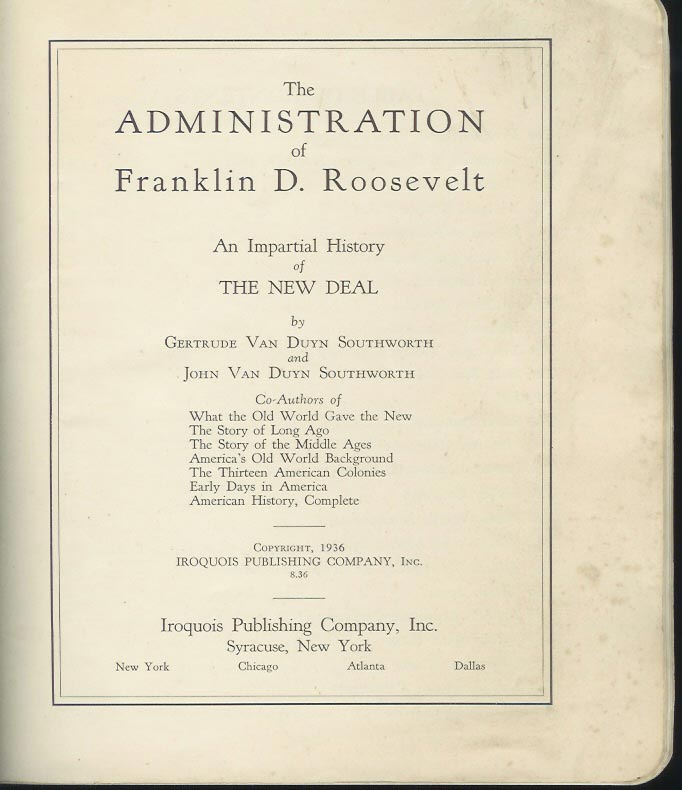 The
ADMINISTRATION
of
Franklin D. Roosevelt
An Impartial History
of
THE NEW DEAL
by
Gertrude Van Duyn Southworth
and
John Van Duyn Southworth
Co-Authors of
What the Old World Gave the New
The Story of Long Ago
The Story of the Middle Ages
America's Old World Background
The Thirteen American Colonies
Early Days in America
American History, Complete
Copyright, 1936
IROQUOIS PUBLISHING COMPANY, Inc.
8.36
Iroquois Publishing Company, Inc.
Syracuse, New York
New York Chicago Atlanta Dallas